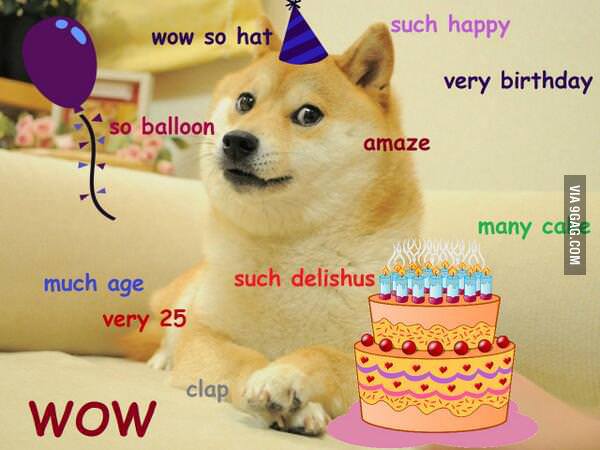 such happy
wow so hat
very birthday
so balloon
amaze
VIA 9GAG.COM
many cake
such delishus
much age
very 25
clap
wow